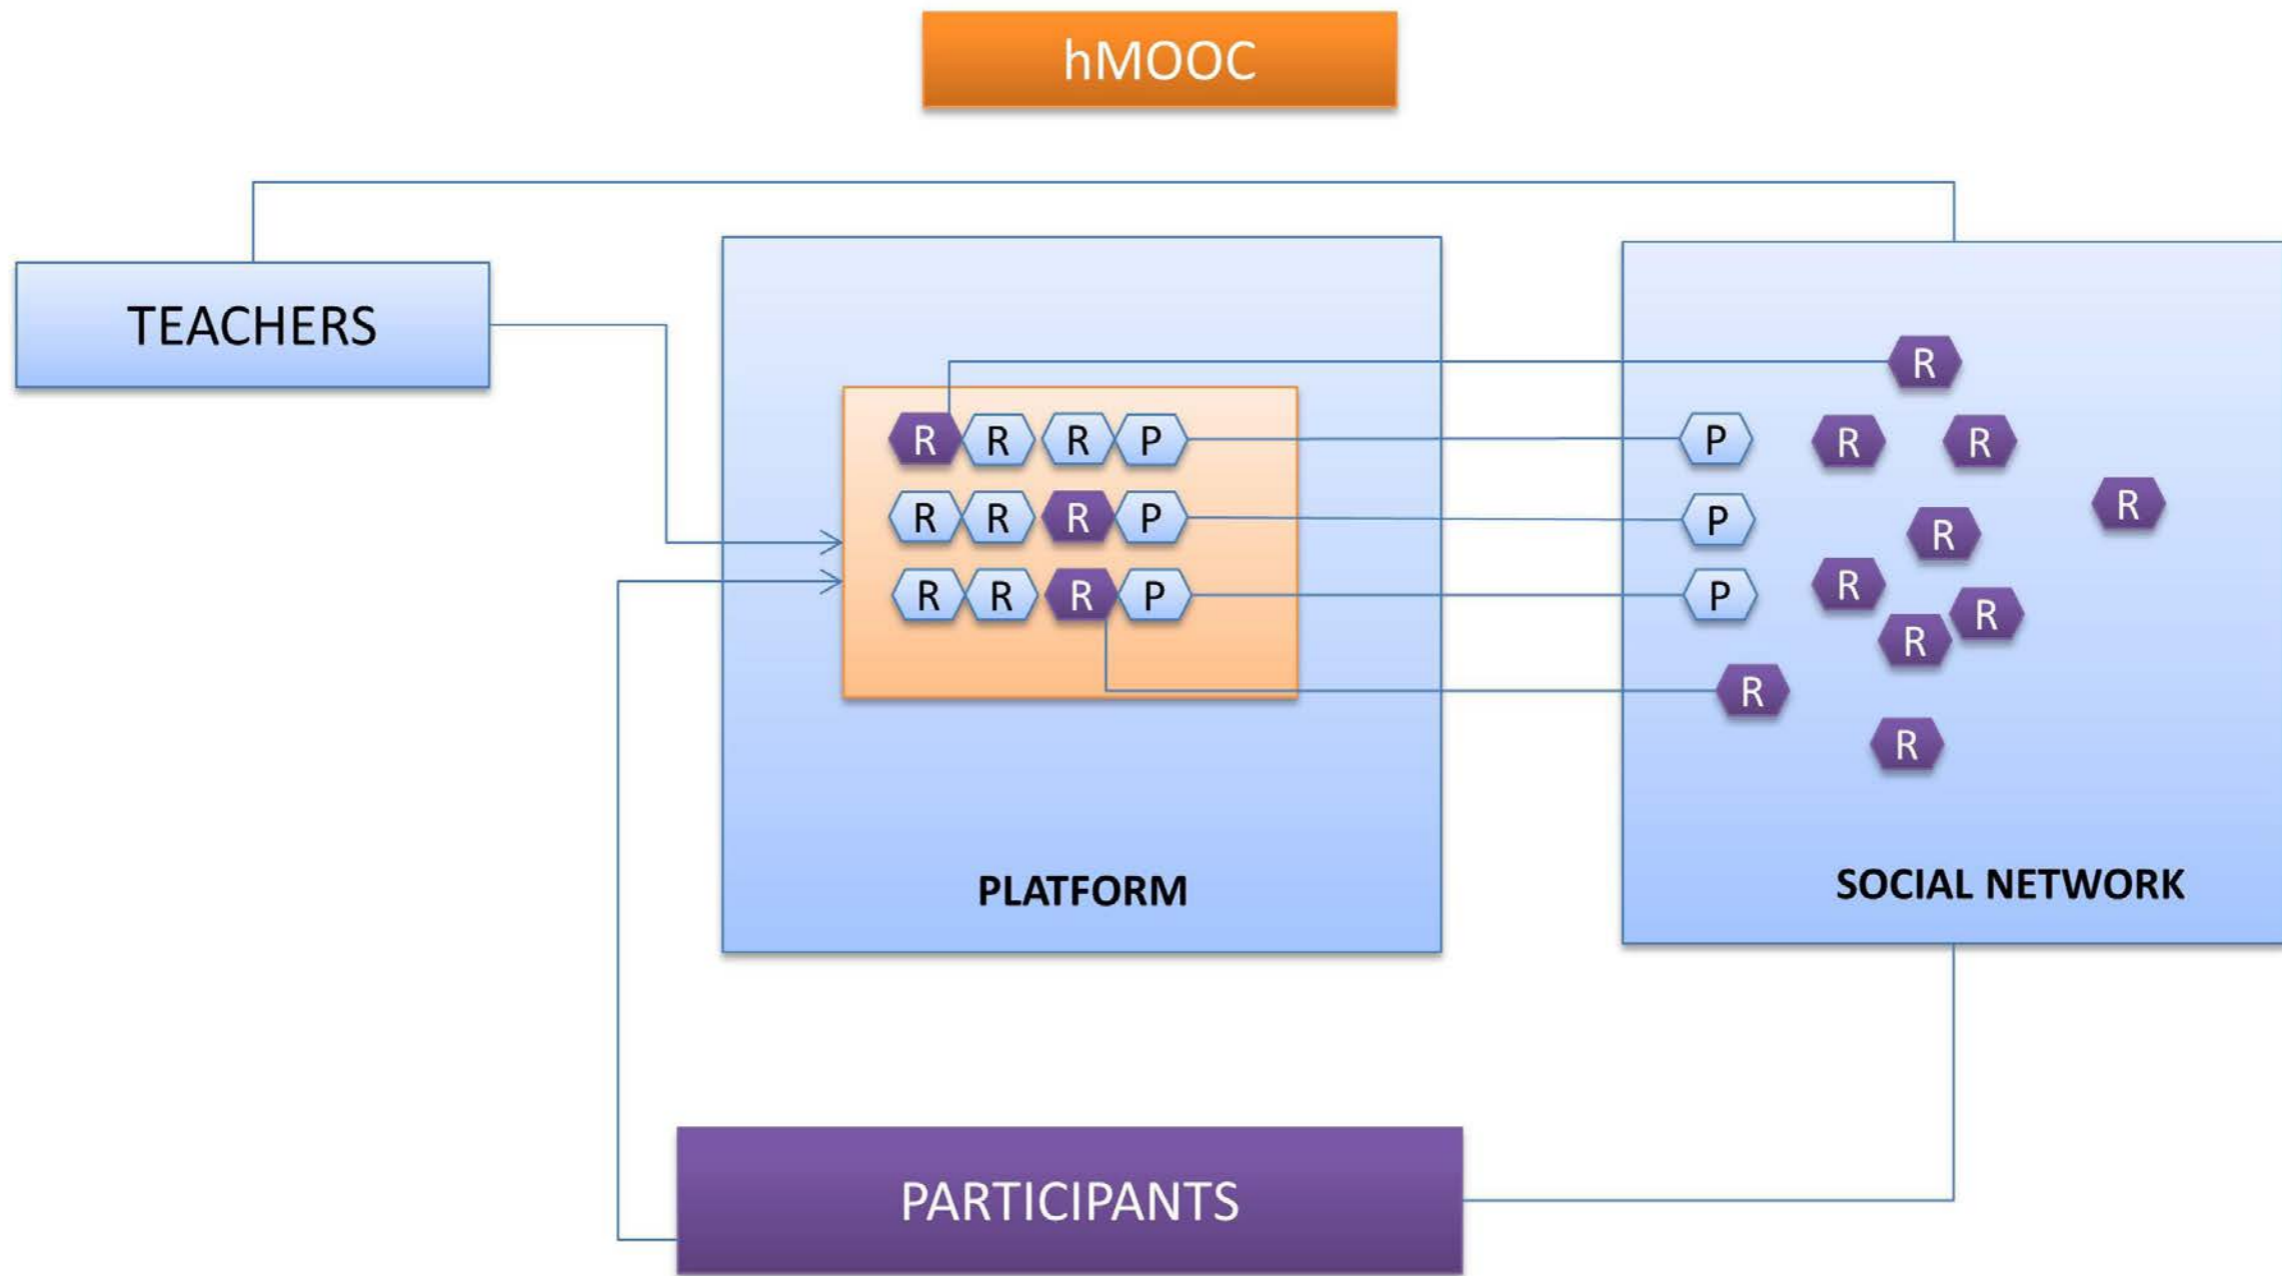 hMOOC
TEACHERS
R
R R R P
P R R
R R R P
P R R
R R R P
P R R R
R
R
PLATFORM
SOCIAL NETWORK
PARTICIPANTS